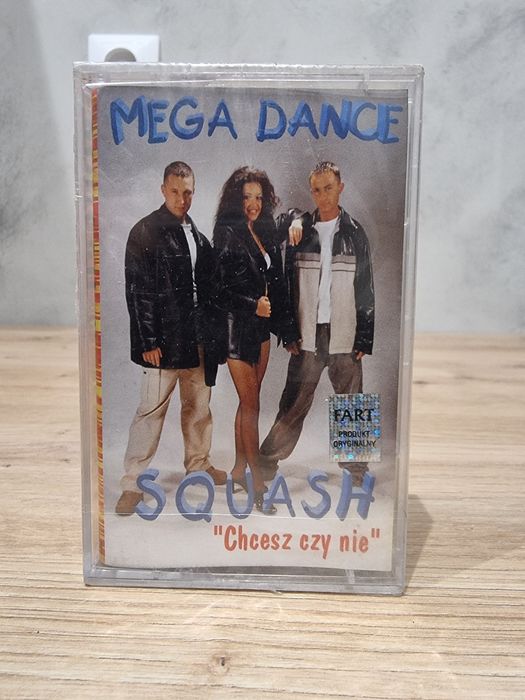 MEGA DANCE
FART
PRODUKT
ORYGINALNY
SQUASH
"Chcesz czy nie"